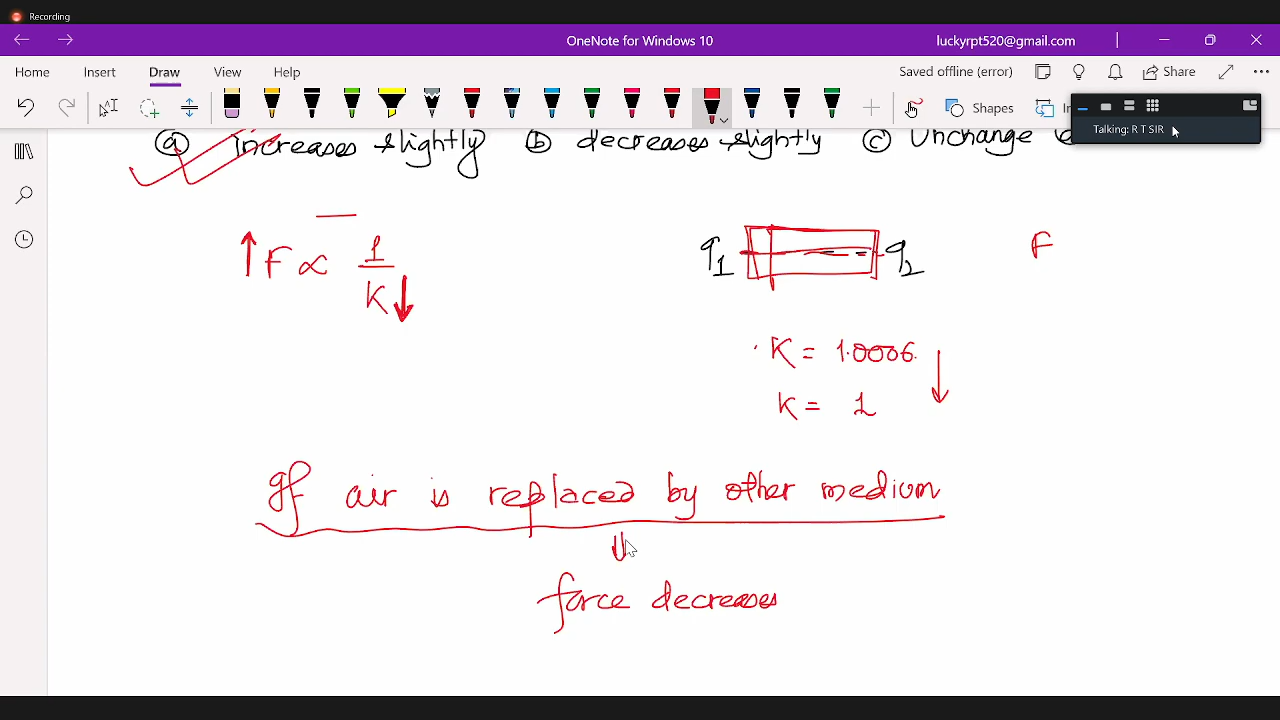 Recording
OneNote for Windows 10
luckyrpt520@gmail.com
Home Insert Draw View Help
Saved offline (error)
Share
Shapes
Talking: R T SIR
(a) increases slightly (b) decreases slightly (c) Unchange
↑F ∝ 1/K↓
q1 q2
F
K = 1.0006
K = 1
If air is replaced by other medium
⇓
force decreases